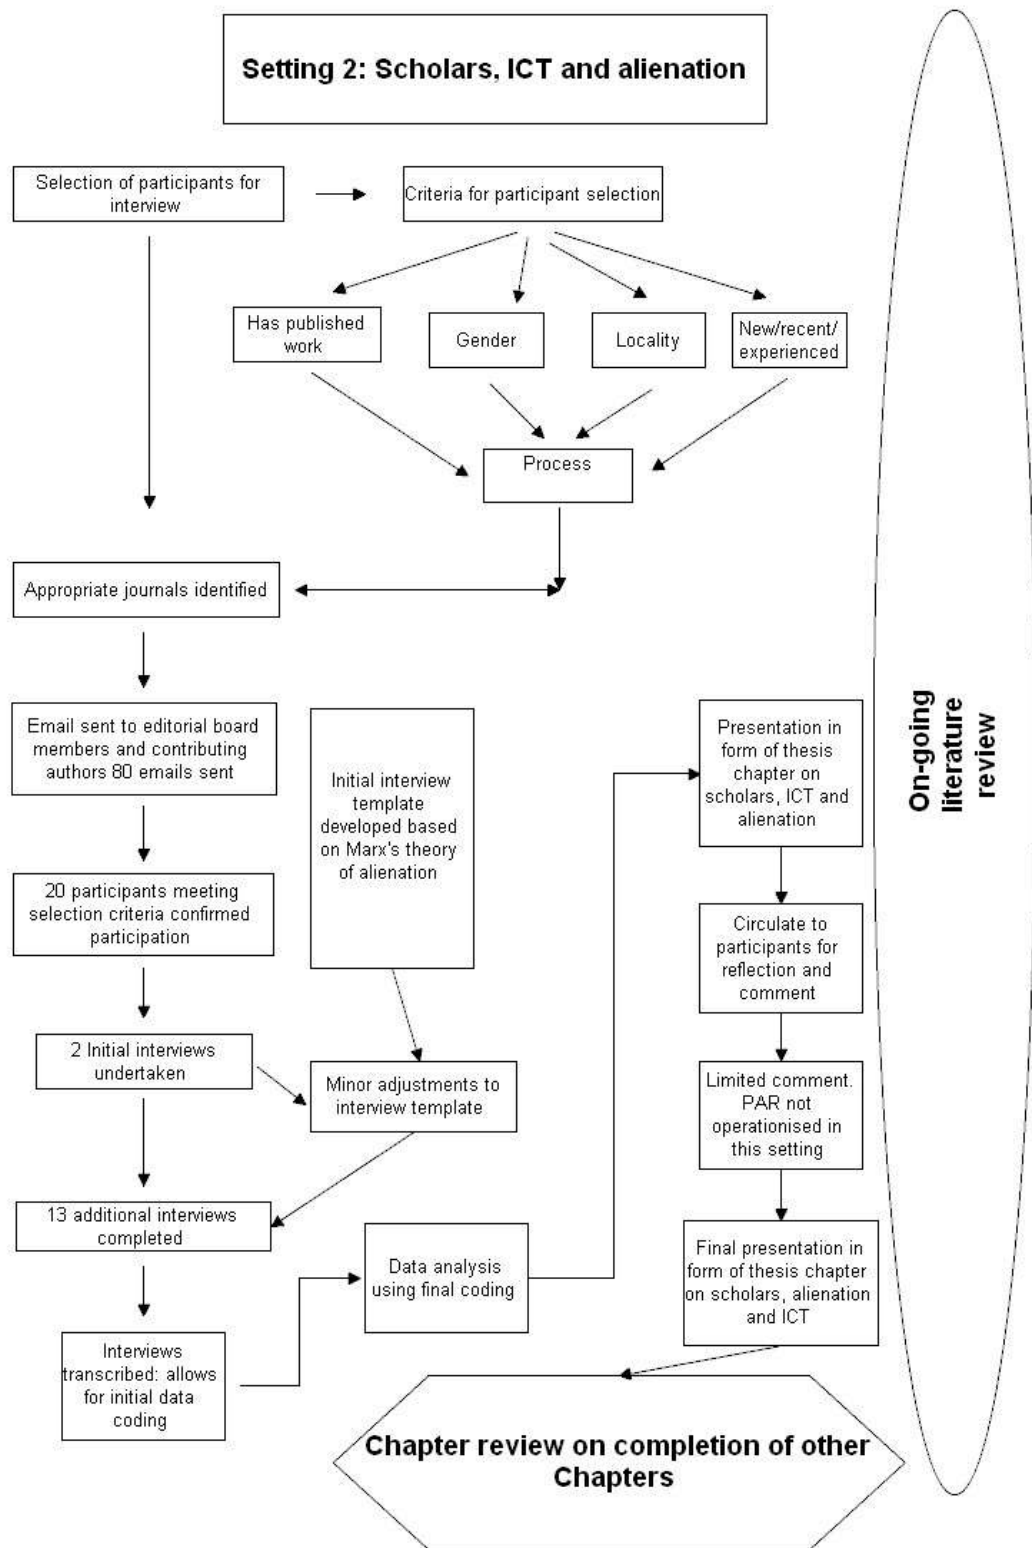 Setting 2: Scholars, ICT and alienation
Selection of participants for
interview
Criteria for participant selection
Has published
work
Gender
Locality
New/recent/
experienced
Process
Appropriate journals identified
Email sent to editorial board
members and contributing
authors 80 emails sent
Initial interview
template
developed based
on Marx's theory
of alienation
Presentation in
form of thesis
chapter on
scholars, ICT and
alienation
On-going
literature
review
20 participants meeting
selection criteria confirmed
participation
Circulate to
participants for
reflection and
comment
2 Initial interviews
undertaken
Minor adjustments to
interview template
Limited comment.
PAR not
operationised in
this setting
13 additional interviews
completed
Data analysis
using final coding
Final presentation in
form of thesis chapter
on scholars, alienation
and ICT
Interviews
transcribed: allows
for initial data
coding
Chapter review on completion of other
Chapters